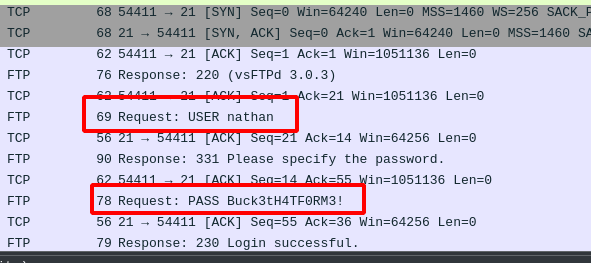 TCP 68 54411 → 21 [SYN] Seq=0 Win=64240 Len=0 MSS=1460 WS=256 SACK_P
TCP 68 21 → 54411 [SYN, ACK] Seq=0 Ack=1 Win=64240 Len=0 MSS=1460 SA
TCP 62 54411 → 21 [ACK] Seq=1 Ack=1 Win=1051136 Len=0
FTP 76 Response: 220 (vsFTPd 3.0.3)
TCP 62 54411 → 21 [ACK] Seq=1 Ack=21 Win=1051136 Len=0
FTP 69 Request: USER nathan
TCP 56 21 → 54411 [ACK] Seq=21 Ack=14 Win=64256 Len=0
FTP 90 Response: 331 Please specify the password.
TCP 62 54411 → 21 [ACK] Seq=14 Ack=55 Win=1051136 Len=0
FTP 78 Request: PASS Buck3tH4TF0RM3!
TCP 56 21 → 54411 [ACK] Seq=55 Ack=36 Win=64256 Len=0
FTP 79 Response: 230 Login successful.